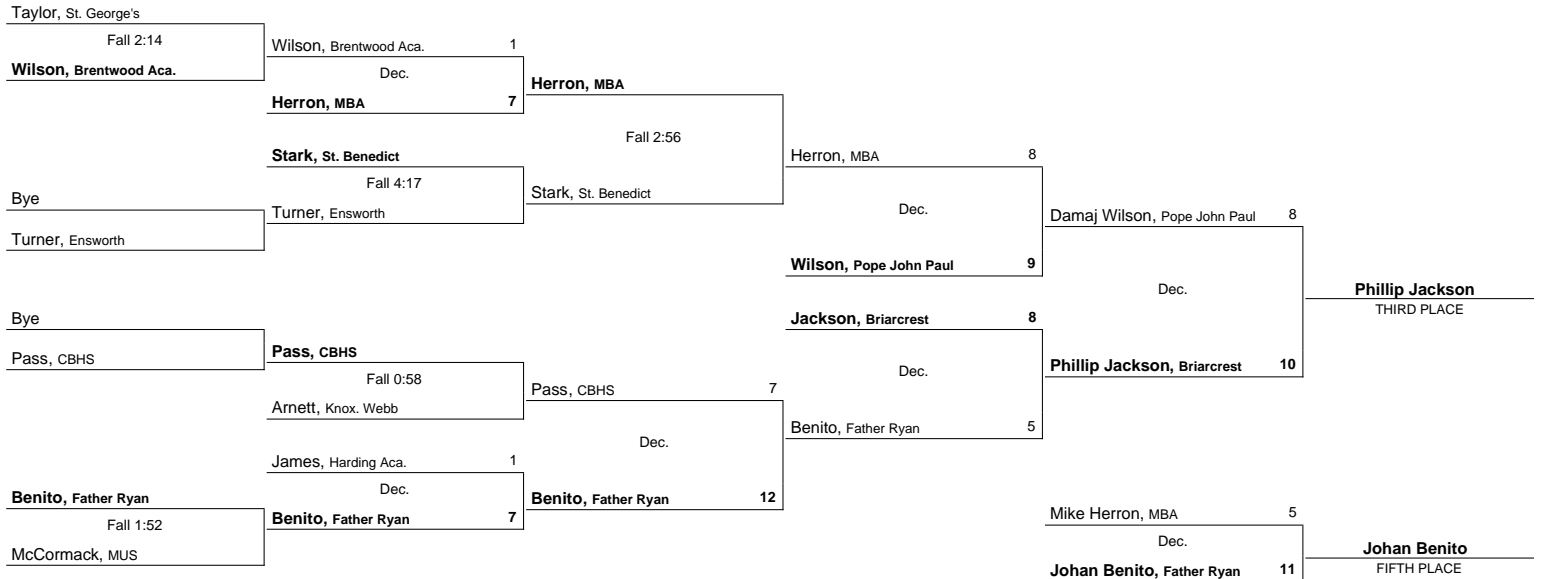 Taylor, St. George's
Fall 2:14
Wilson, Brentwood Aca.
Bye
Turner, Ensworth
Bye
Pass, CBHS
Benito, Father Ryan
Fall 1:52
McCormack, MUS
Wilson, Brentwood Aca. 1
Dec.
Herron, MBA 7
Stark, St. Benedict
Fall 4:17
Turner, Ensworth
Pass, CBHS
Fall 0:58
Arnett, Knox. Webb
James, Harding Aca. 1
Dec.
Benito, Father Ryan 7
Herron, MBA
Fall 2:56
Stark, St. Benedict
Pass, CBHS 7
Dec.
Benito, Father Ryan 12
Herron, MBA 8
Dec.
Wilson, Pope John Paul 9
Jackson, Briarcrest 8
Dec.
Benito, Father Ryan 5
Damaj Wilson, Pope John Paul 8
Dec.
Phillip Jackson, Briarcrest 10
Phillip Jackson
THIRD PLACE
Mike Herron, MBA 5
Dec.
Johan Benito, Father Ryan 11
Johan Benito
FIFTH PLACE